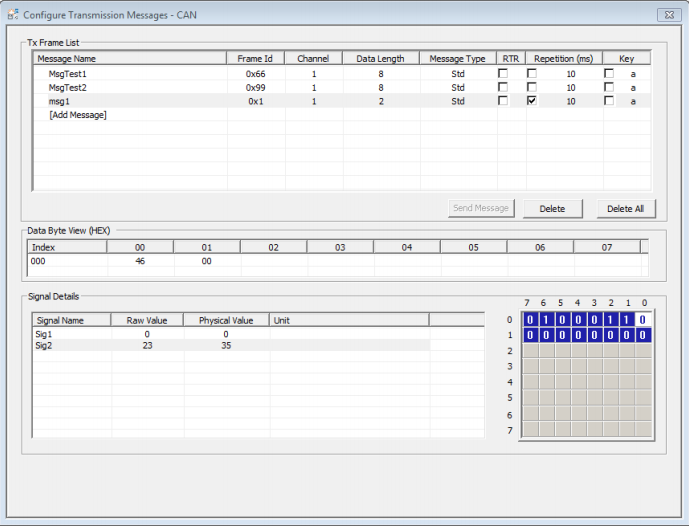 Configure Transmission Messages - CAN
Tx Frame List
Message Name Frame Id Channel Data Length Message Type RTR Repetition (ms) Key
MsgTest1 0x66 1 8 Std 10 a
MsgTest2 0x99 1 8 Std 10 a
msg1 0x1 1 2 Std 10 a
[Add Message]
Send Message Delete Delete All
Data Byte View (HEX)
Index 00 01 02 03 04 05 06 07
000 46 00
Signal Details
7 6 5 4 3 2 1 0
Signal Name Raw Value Physical Value Unit
Sig1 0 0
Sig2 23 35
0 0 1 0 0 0 1 1 0
1 0 0 0 0 0 0 0 0
2
3
4
5
6
7